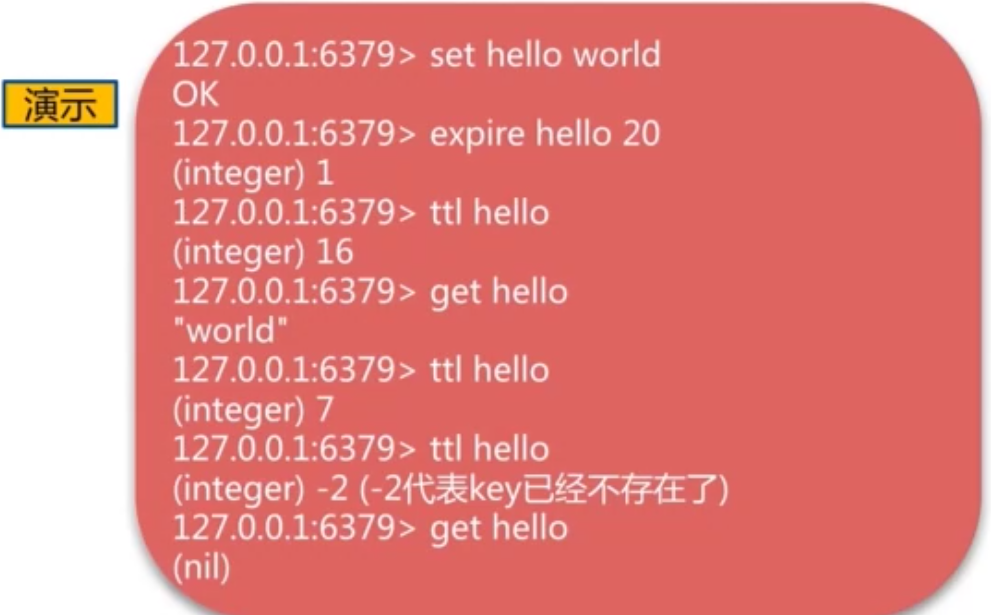 演示
127.0.0.1:6379> set hello world
OK
127.0.0.1:6379> expire hello 20
(integer) 1
127.0.0.1:6379> ttl hello
(integer) 16
127.0.0.1:6379> get hello
"world"
127.0.0.1:6379> ttl hello
(integer) 7
127.0.0.1:6379> ttl hello
(integer) -2 (-2代表key已经不存在了)
127.0.0.1:6379> get hello
(nil)